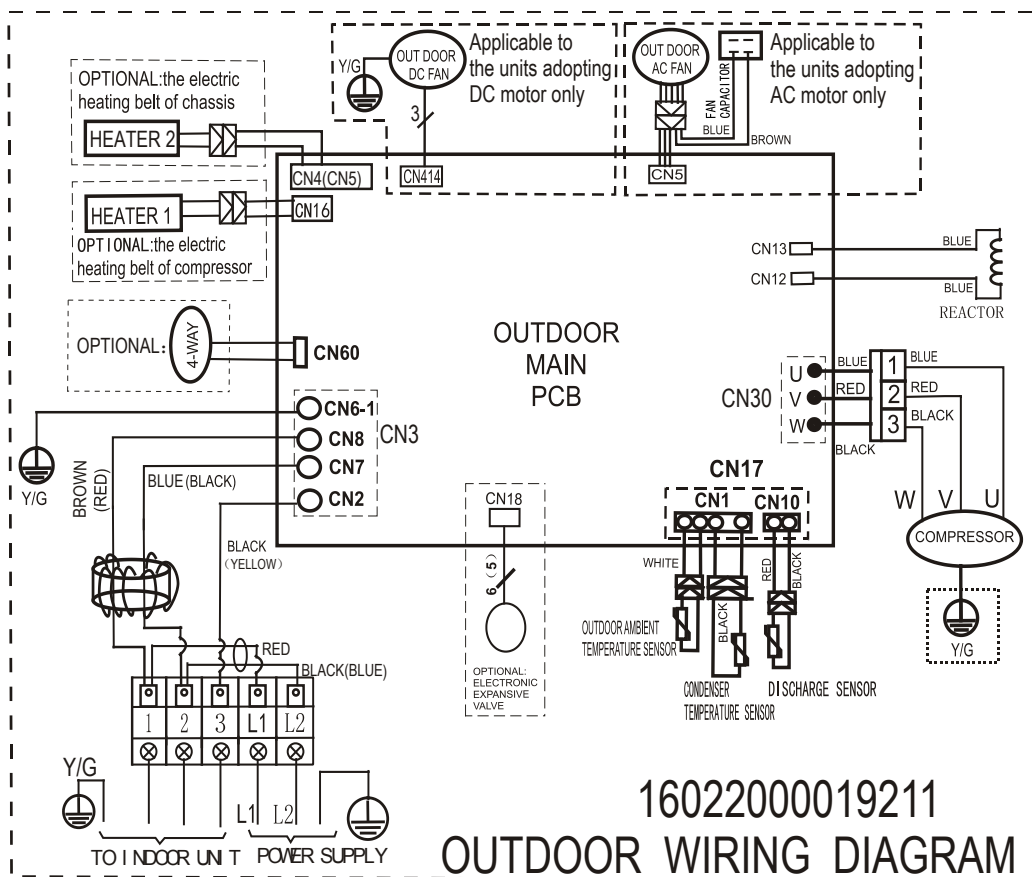 OPTIONAL:the electric
heating belt of chassis
HEATER 2
CN4(CN5)
HEATER 1
CN16
OPTIONAL:the electric
heating belt of compressor
Y/G
OUT DOOR
DC FAN
3
CN414
Applicable to
the units adopting
DC motor only
OUT DOOR
AC FAN
FAN
CAPACITOR
BLUE
BROWN
CN5
Applicable to
the units adopting
AC motor only
OPTIONAL:
4-WAY
CN60
OUTDOOR
MAIN
PCB
CN13
BLUE
CN12
BLUE
REACTOR
CN30
U
V
W
BLUE
RED
BLACK
1
2
3
BLUE
RED
BLACK
W V U
COMPRESSOR
Y/G
CN6-1
CN8
CN7
CN2
CN3
Y/G
BROWN
(RED)
BLUE(BLACK)
BLACK
(YELLOW)
RED
BLACK(BLUE)
1 2 3 L1 L2
Y/G
L1 L2
TO INDOOR UNIT
POWER SUPPLY
CN18
6(5)
OPTIONAL:
ELECTRONIC
EXPANSIVE
VALVE
CN17
CN1
CN10
WHITE
BLACK
RED
BLACK
OUTDOOR AMBIENT
TEMPERATURE SENSOR
CONDENSER
TEMPERATURE SENSOR
DISCHARGE SENSOR
16022000019211
OUTDOOR WIRING DIAGRAM